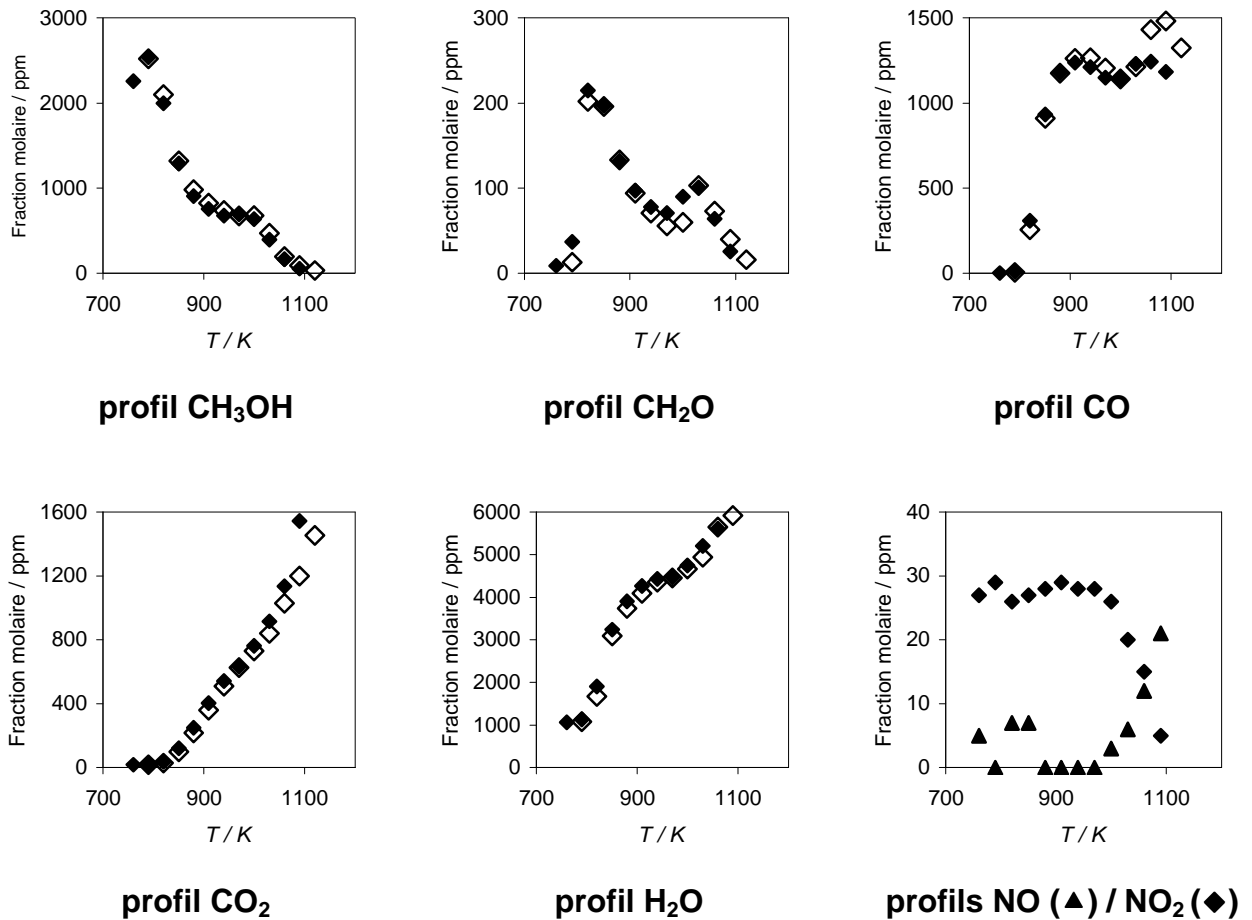 Fraction molaire / ppm
3000
2000
1000
0
700 900 1100
T / K
profil CH₃OH
Fraction molaire / ppm
300
200
100
0
700 900 1100
T / K
profil CH₂O
Fraction molaire / ppm
1500
1000
500
0
700 900 1100
T / K
profil CO
Fraction molaire / ppm
1600
1200
800
400
0
700 900 1100
T / K
profil CO₂
Fraction molaire / ppm
6000
5000
4000
3000
2000
1000
0
700 900 1100
T / K
profil H₂O
Fraction molaire / ppm
40
30
20
10
0
700 900 1100
T / K
profils NO (▲) / NO₂ (◆)